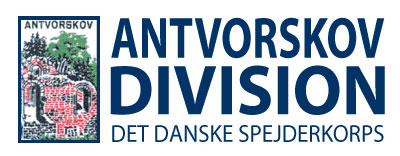 ANTVORSKOV
ANTVORSKOV
DIVISION
DET DANSKE SPEJDERKORPS